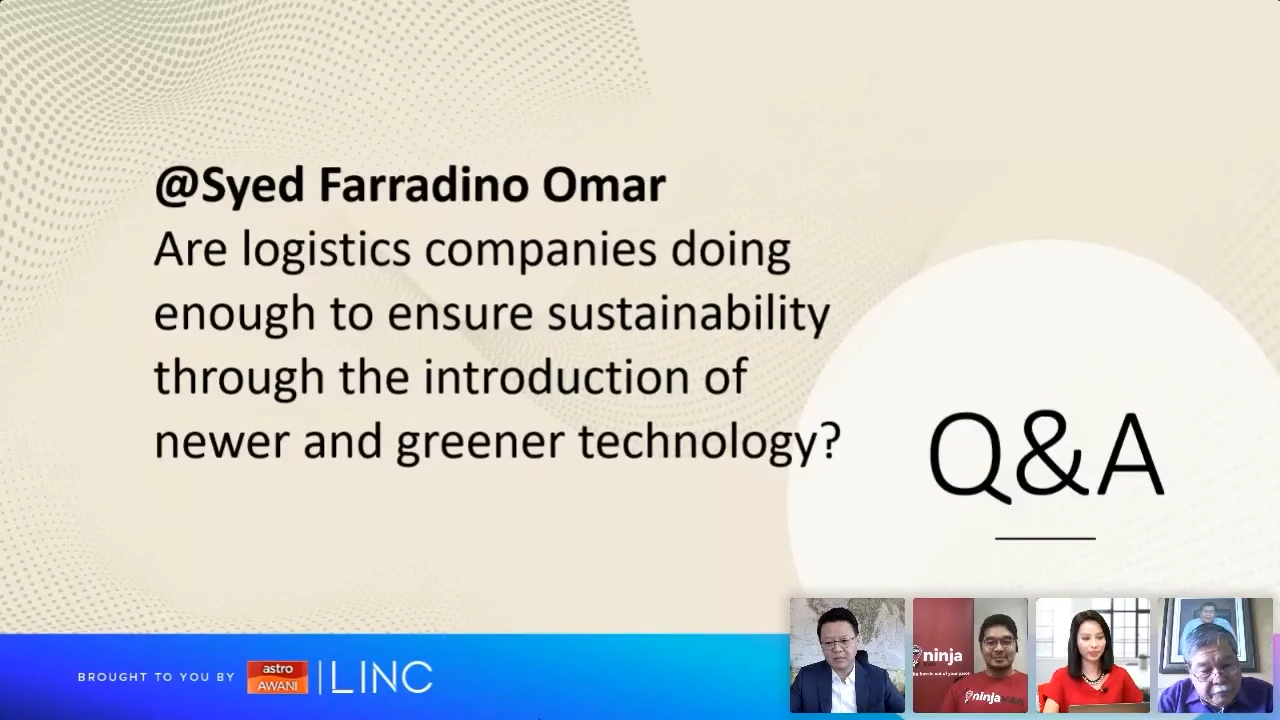 @Syed Farradino Omar
Are logistics companies doing
enough to ensure sustainability
through the introduction of
newer and greener technology?
Q&A
BROUGHT TO YOU BY
astro
AWANI
LINC
ninja
ninjavan